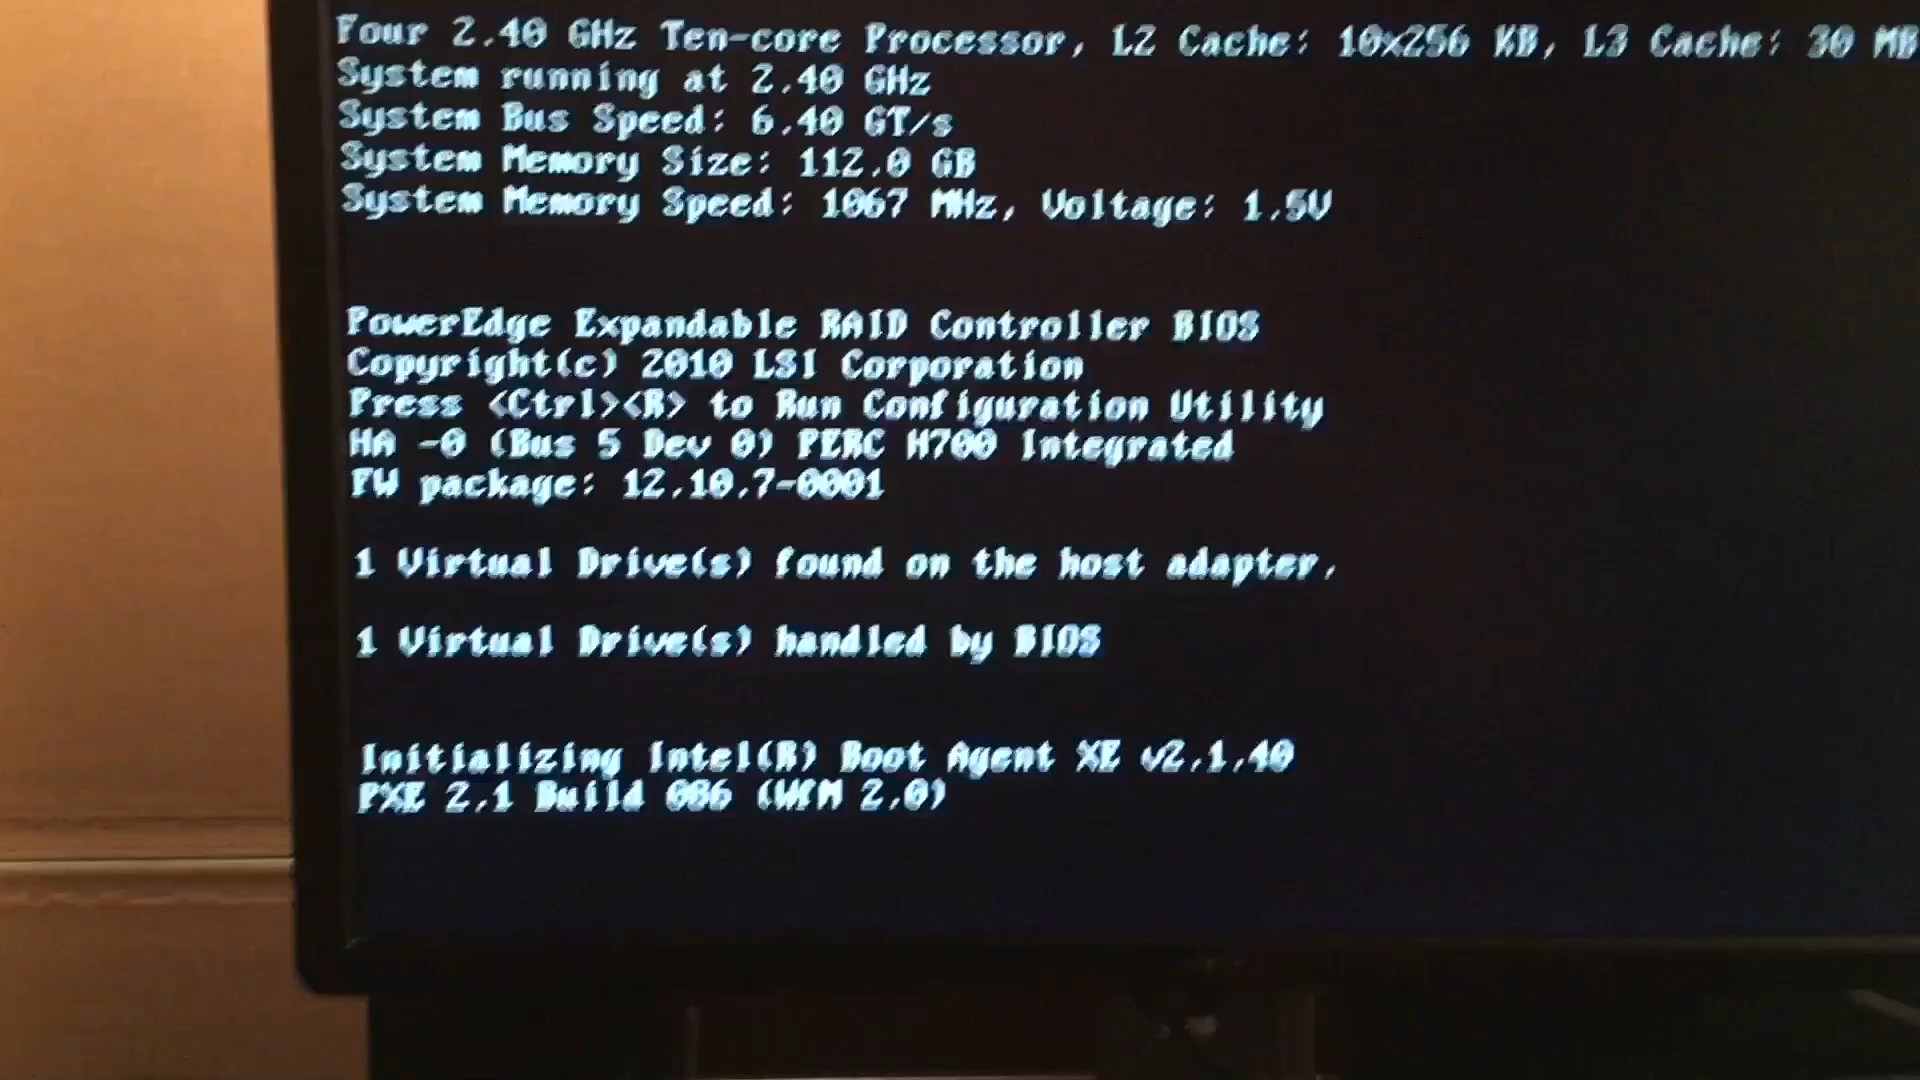 Four 2.40 GHz Ten-core Processor, L2 Cache: 10x256 KB, L3 Cache: 30 MB
System running at 2.40 GHz
System Bus Speed: 6.40 GT/s
System Memory Size: 112.0 GB
System Memory Speed: 1067 MHz, Voltage: 1.5V
PowerEdge Expandable RAID Controller BIOS
Copyright(c) 2010 LSI Corporation
Press <Ctrl><R> to Run Configuration Utility
HA -0 (Bus 5 Dev 0) PERC H700 Integrated
FW package: 12.10.7-0001
1 Virtual Drive(s) found on the host adapter.
1 Virtual Drive(s) handled by BIOS
Initializing Intel(R) Boot Agent XE v2.1.40
PXE 2.1 Build 086 (WfM 2.0)